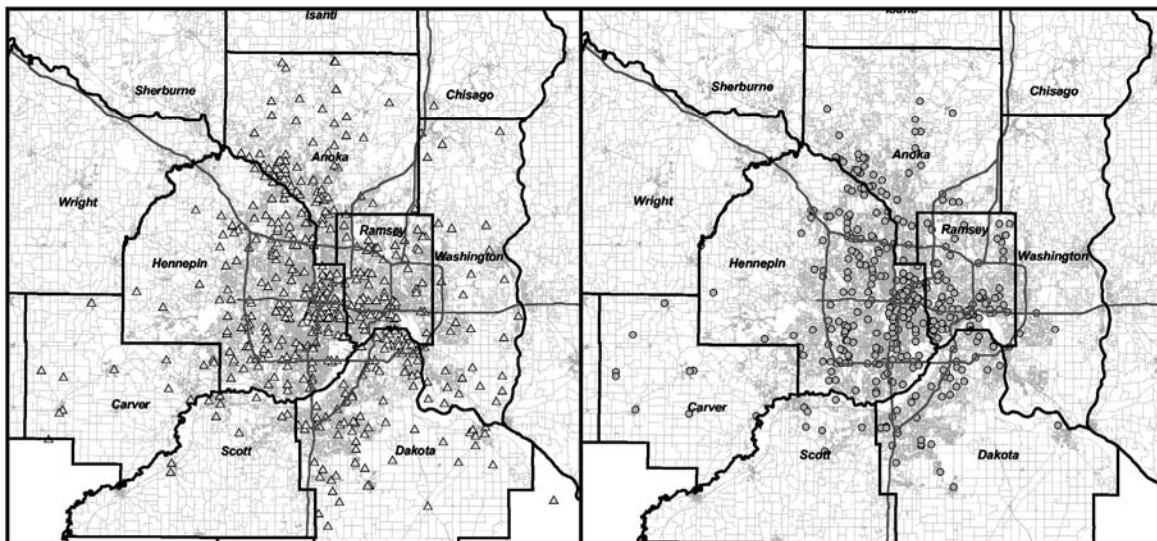 Isanti
Sherburne
Chisago
Anoka
Wright
Ramsey
Hennepin
Washington
Carver
Scott
Dakota
Isanti
Sherburne
Chisago
Anoka
Wright
Ramsey
Hennepin
Washington
Carver
Scott
Dakota